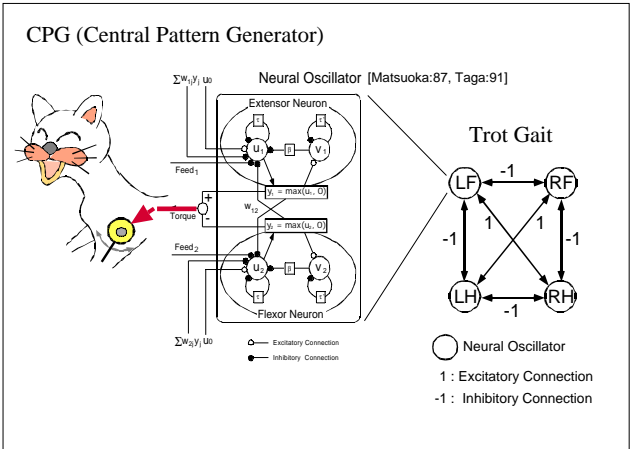 CPG (Central Pattern Generator)
Σw1jyj u0
Neural Oscillator [Matsuoka:87, Taga:91]
Extensor Neuron
τ
τ'
u1
β
v1
Feed1
y1 = max(u1, 0)
+
Torque
-
w12
y2 = max(u2, 0)
Feed2
u2
β
v2
τ
τ'
Flexor Neuron
Σw2jyj u0
Excitatory Connection
Inhibitory Connection
Trot Gait
LF
-1
RF
-1
1
1
-1
LH
-1
RH
Neural Oscillator
1 : Excitatory Connection
-1 : Inhibitory Connection